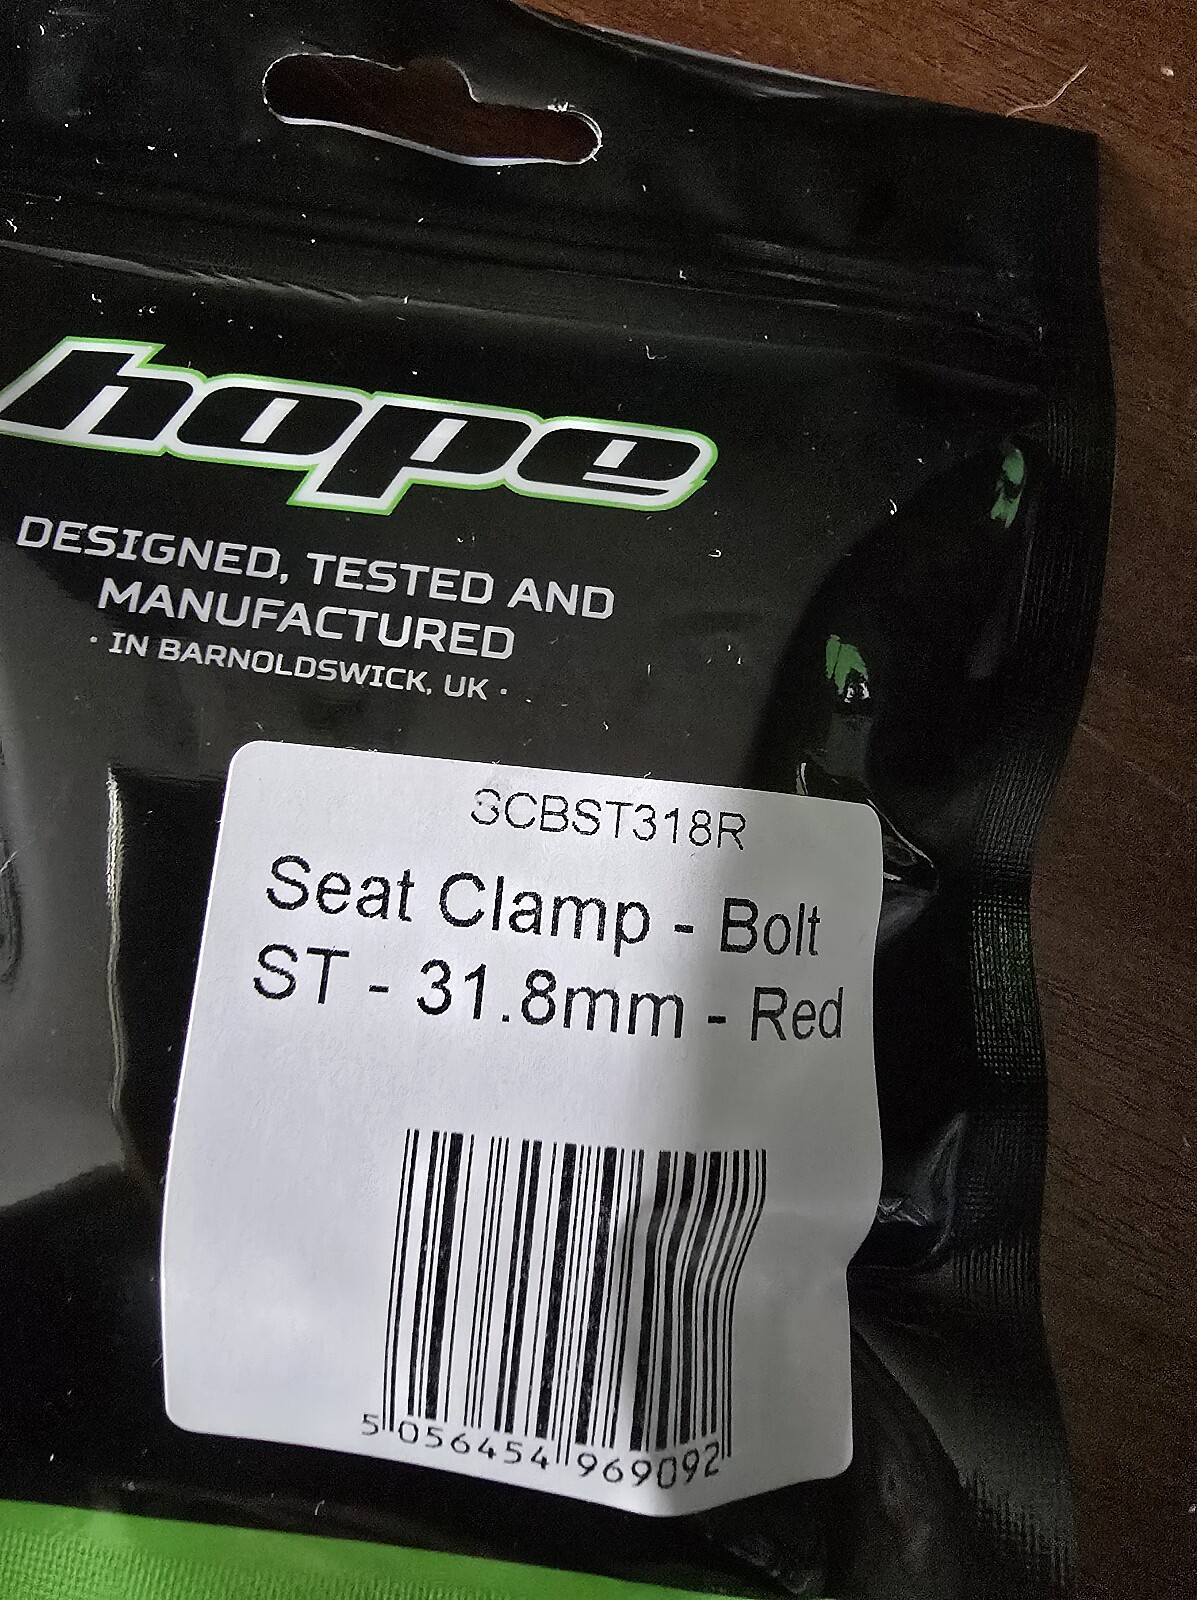 hope
DESIGNED, TESTED AND
MANUFACTURED
· IN BARNOLDSWICK, UK ·
SCBST318R
Seat Clamp - Bolt
ST - 31.8mm - Red
5 056454 969092